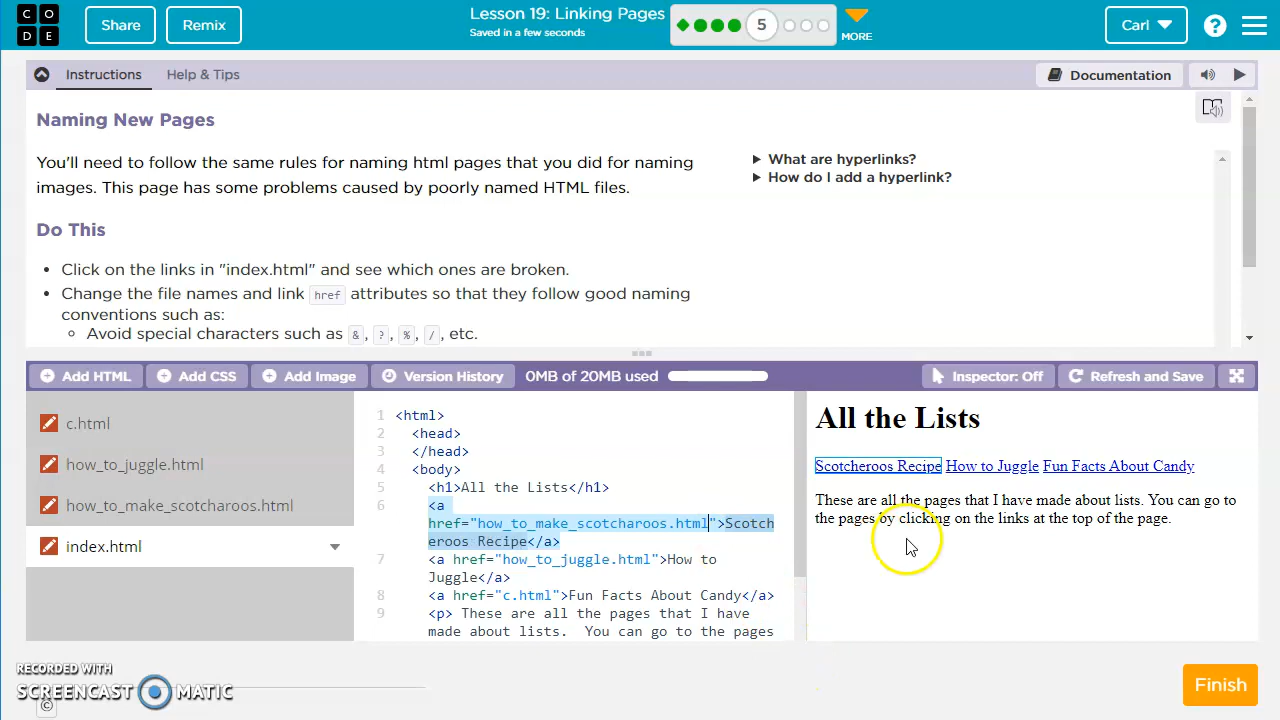 C O
D E
Share
Remix
Lesson 19: Linking Pages
Saved in a few seconds
5
MORE
Carl
?
Instructions
Help & Tips
Documentation
Naming New Pages
You'll need to follow the same rules for naming html pages that you did for naming
images. This page has some problems caused by poorly named HTML files.
What are hyperlinks?
How do I add a hyperlink?
Do This
Click on the links in "index.html" and see which ones are broken.
Change the file names and link href attributes so that they follow good naming
conventions such as:
Avoid special characters such as &, ?, %, /, etc.
Add HTML
Add CSS
Add Image
Version History
0MB of 20MB used
Inspector: Off
Refresh and Save
c.html
how_to_juggle.html
how_to_make_scotcharoos.html
index.html
1 <html>
2 <head>
3 </head>
4 <body>
5 <h1>All the Lists</h1>
6 <a
href="how_to_make_scotcharoos.html">Scotch
eroos Recipe</a>
7 <a href="how_to_juggle.html">How to
Juggle</a>
8 <a href="c.html">Fun Facts About Candy</a>
9 <p> These are all the pages that I have
made about lists. You can go to the pages
All the Lists
Scotcheroos Recipe How to Juggle Fun Facts About Candy
These are all the pages that I have made about lists. You can go to
the pages by clicking on the links at the top of the page.
RECORDED WITH
SCREENCAST MATIC
©
Finish